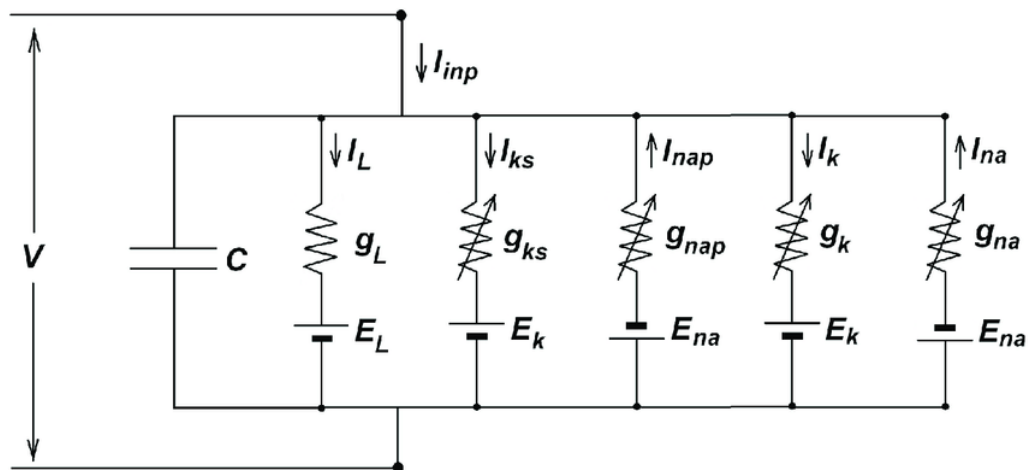 I_inp
I_L
I_ks
I_nap
I_k
I_na
V
C
g_L
g_ks
g_nap
g_k
g_na
E_L
E_k
E_na
E_k
E_na